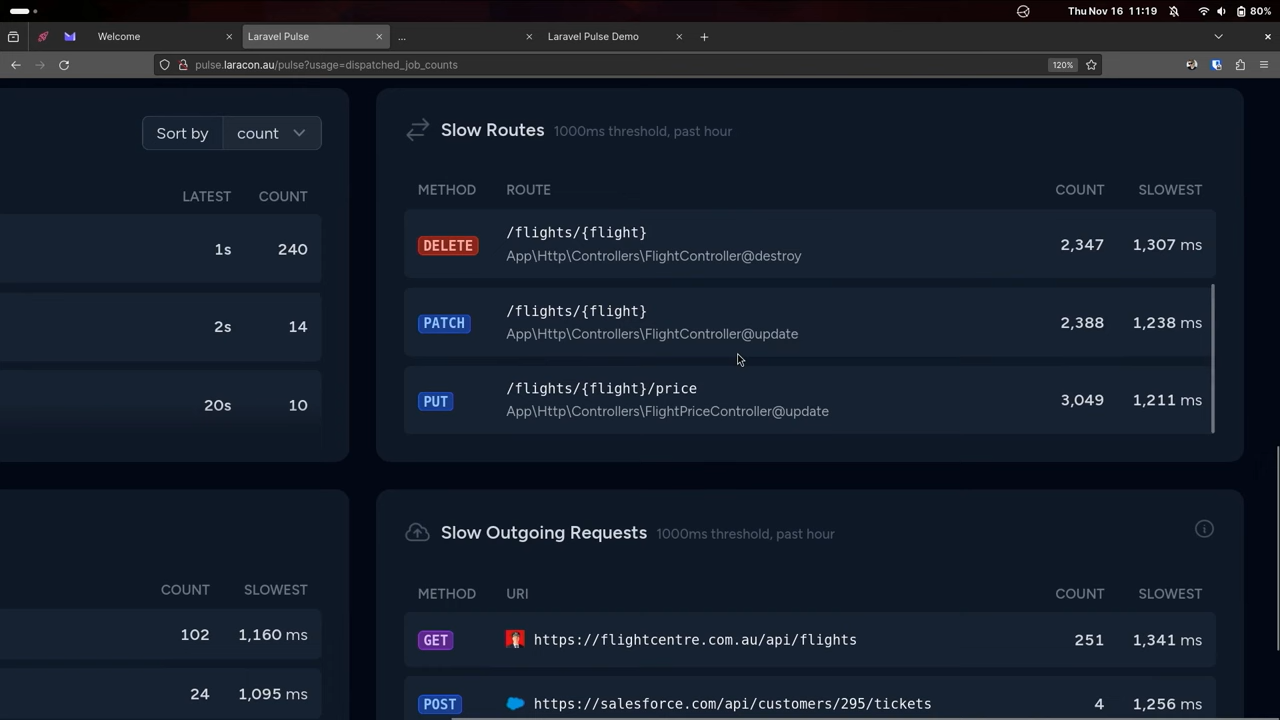 Thu Nov 16 11:19
80%
Welcome
Laravel Pulse
...
Laravel Pulse Demo
pulse.laracon.au/pulse?usage=dispatched_job_counts
120%
Sort by count
LATEST COUNT
1s 240
2s 14
20s 10
Slow Routes 1000ms threshold, past hour
METHOD ROUTE COUNT SLOWEST
DELETE /flights/{flight} 2,347 1,307 ms
App\Http\Controllers\FlightController@destroy
PATCH /flights/{flight} 2,388 1,238 ms
App\Http\Controllers\FlightController@update
PUT /flights/{flight}/price 3,049 1,211 ms
App\Http\Controllers\FlightPriceController@update
COUNT SLOWEST
102 1,160 ms
24 1,095 ms
Slow Outgoing Requests 1000ms threshold, past hour
METHOD URI COUNT SLOWEST
GET https://flightcentre.com.au/api/flights 251 1,341 ms
POST https://salesforce.com/api/customers/295/tickets 4 1,256 ms